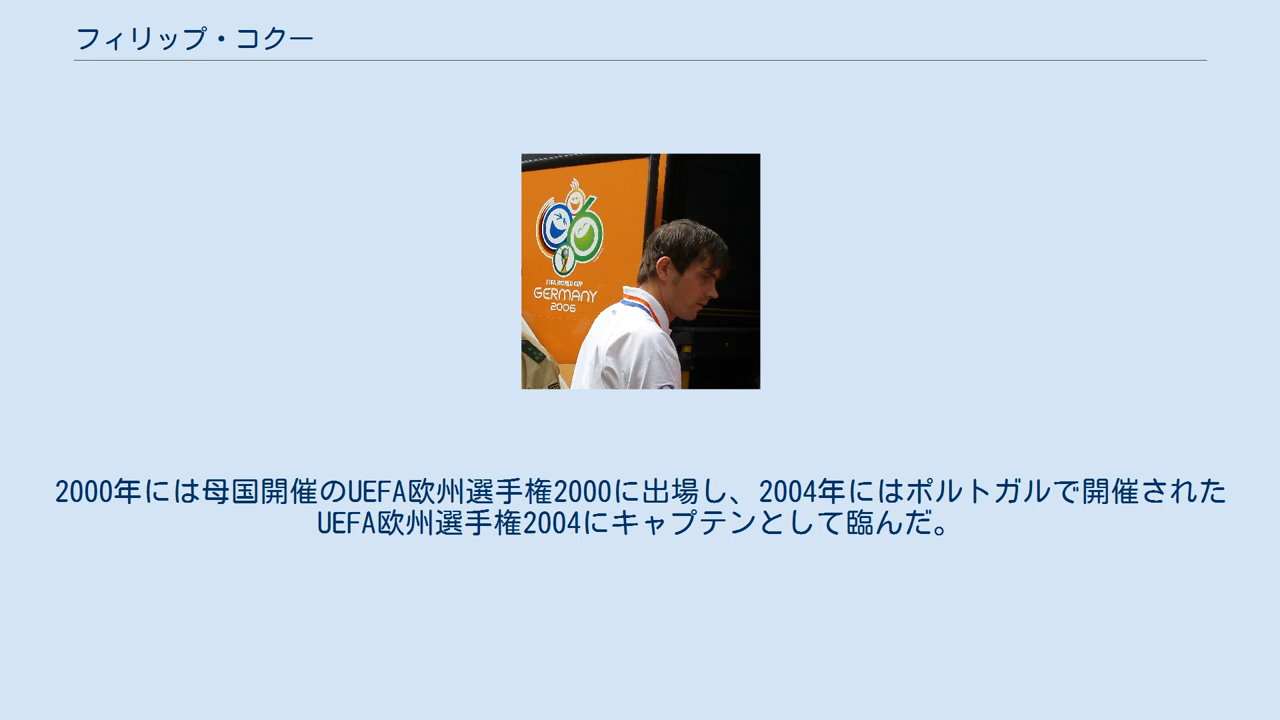 フィリップ・コクー
FIFA WORLD CUP
GERMANY
2006
2000年には母国開催のUEFA欧州選手権2000に出場し、2004年にはポルトガルで開催された
UEFA欧州選手権2004にキャプテンとして臨んだ。